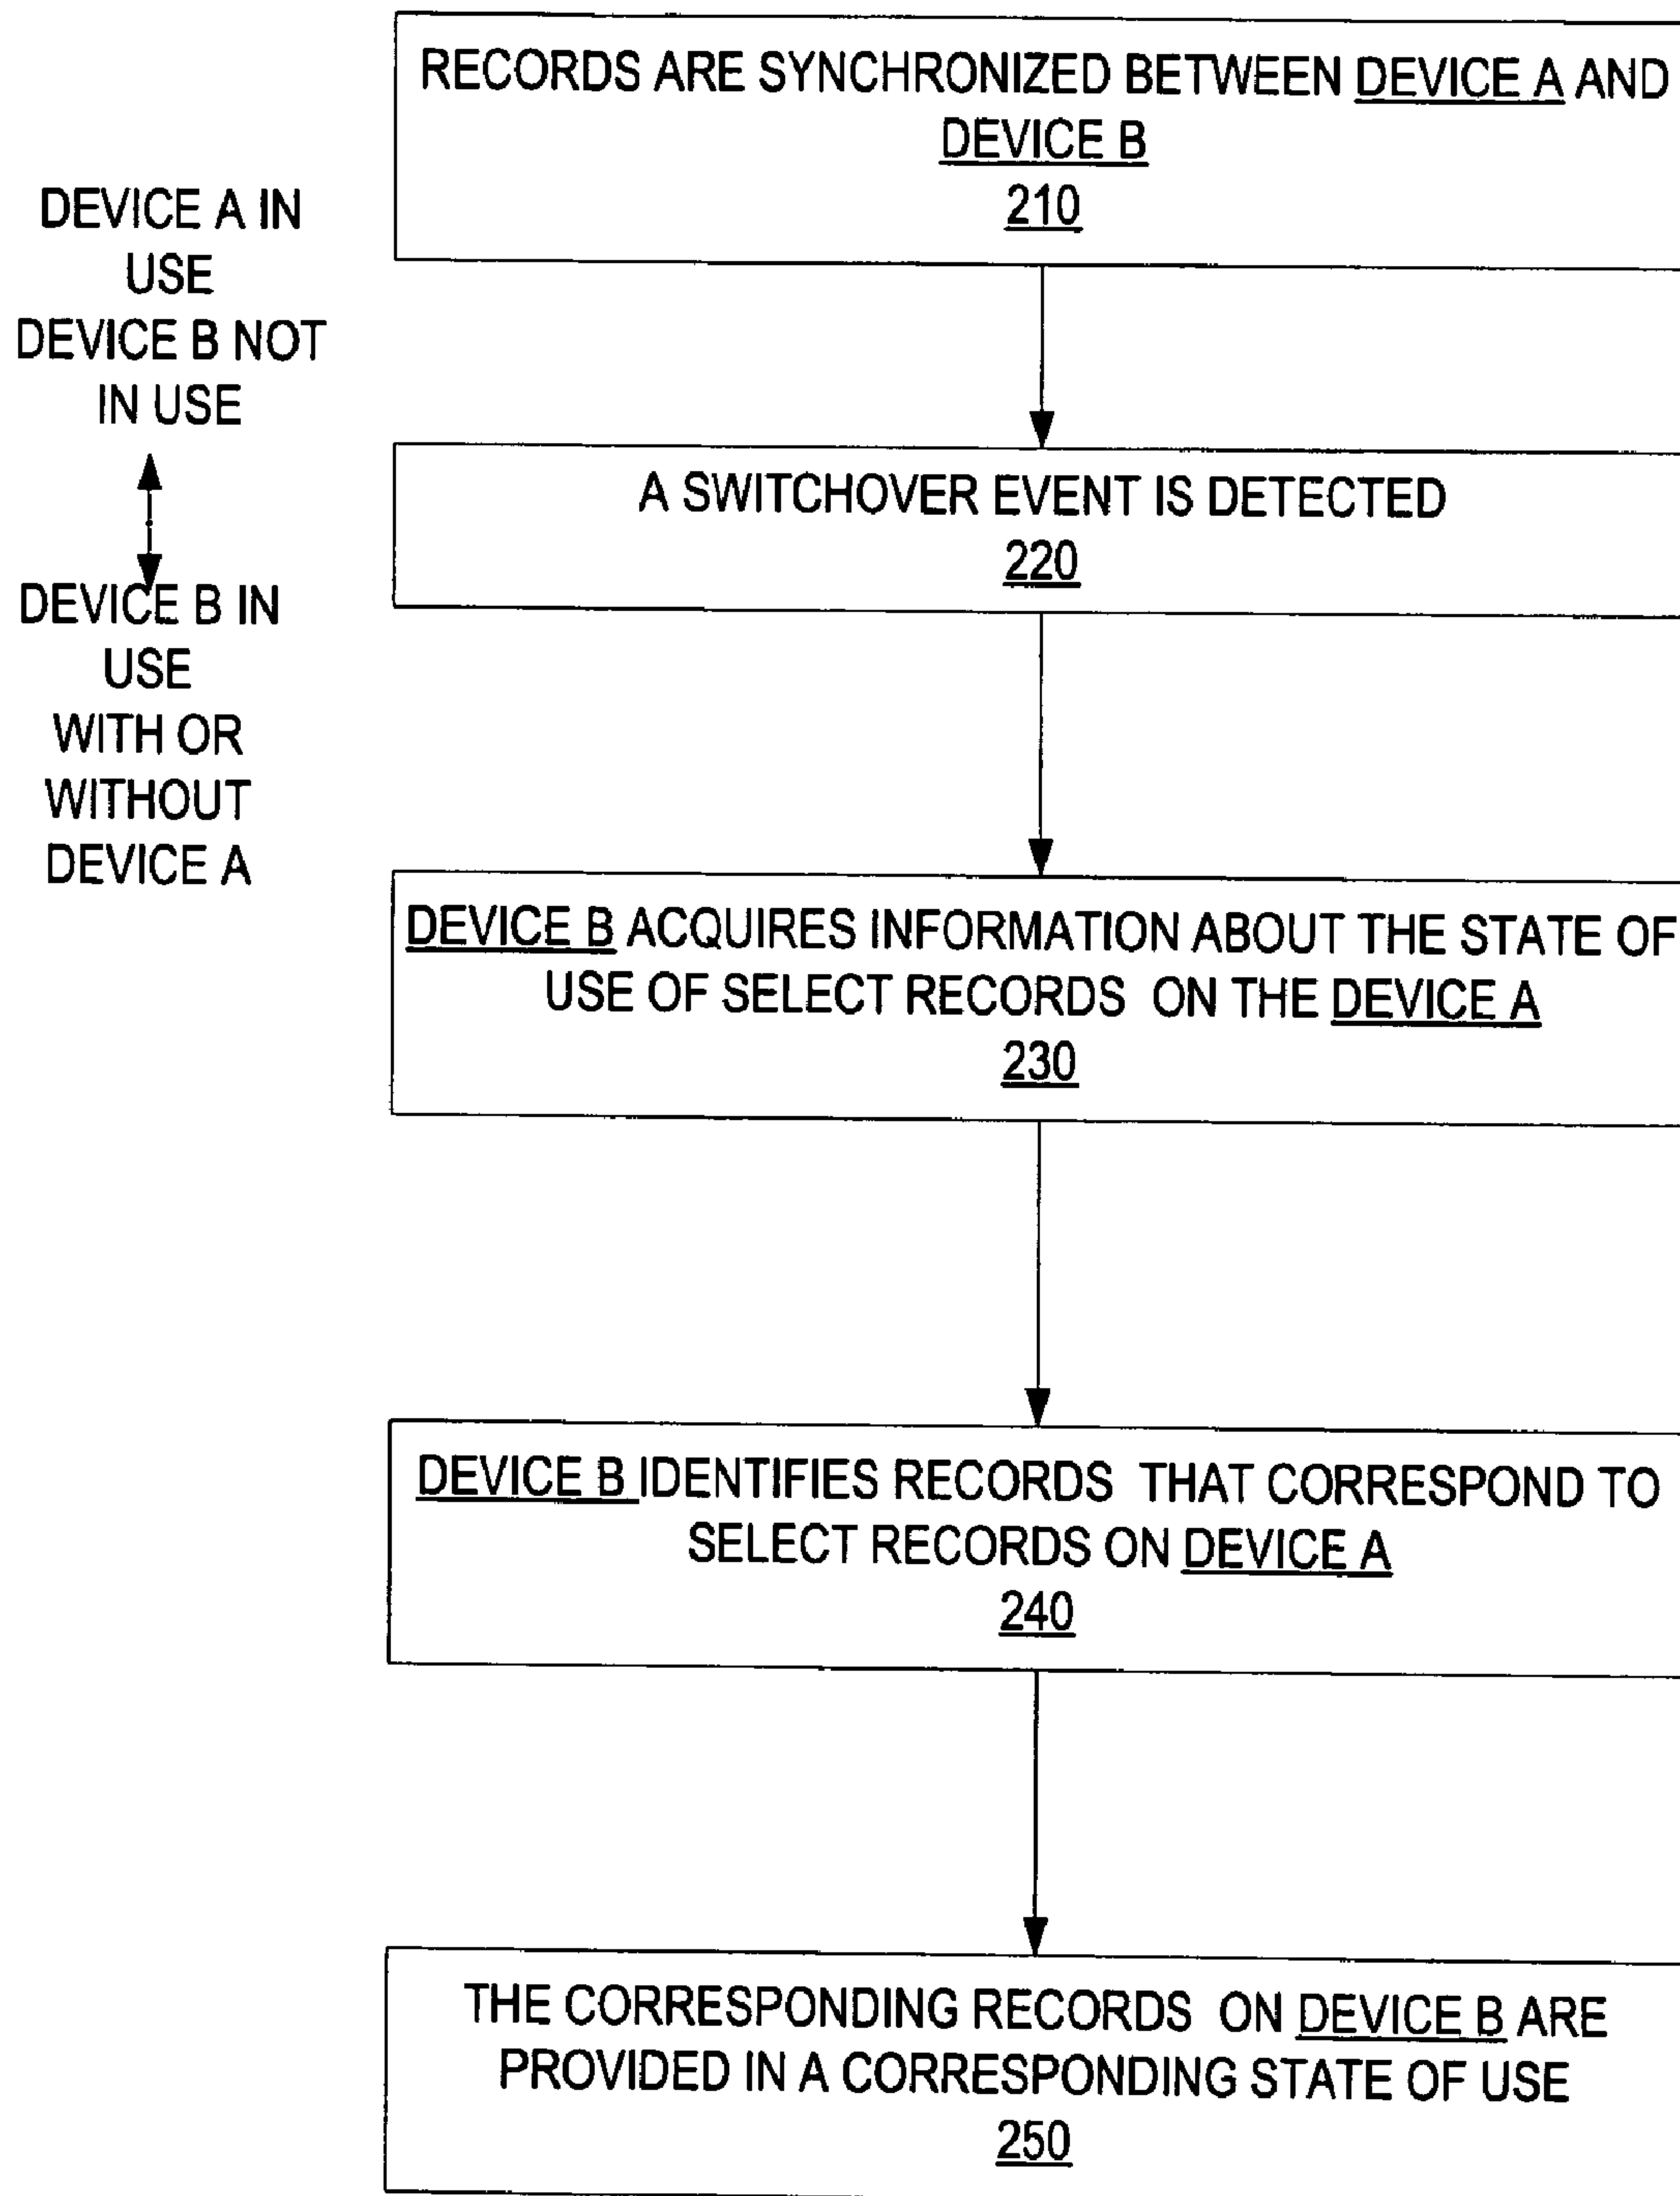 RECORDS ARE SYNCHRONIZED BETWEEN DEVICE A AND
DEVICE B
210
DEVICE A IN
USE
DEVICE B NOT
IN USE
A SWITCHOVER EVENT IS DETECTED
220
DEVICE B IN
USE
WITH OR
WITHOUT
DEVICE A
DEVICE B ACQUIRES INFORMATION ABOUT THE STATE OF
USE OF SELECT RECORDS ON THE DEVICE A
230
DEVICE B IDENTIFIES RECORDS THAT CORRESPOND TO
SELECT RECORDS ON DEVICE A
240
THE CORRESPONDING RECORDS ON DEVICE B ARE
PROVIDED IN A CORRESPONDING STATE OF USE
250